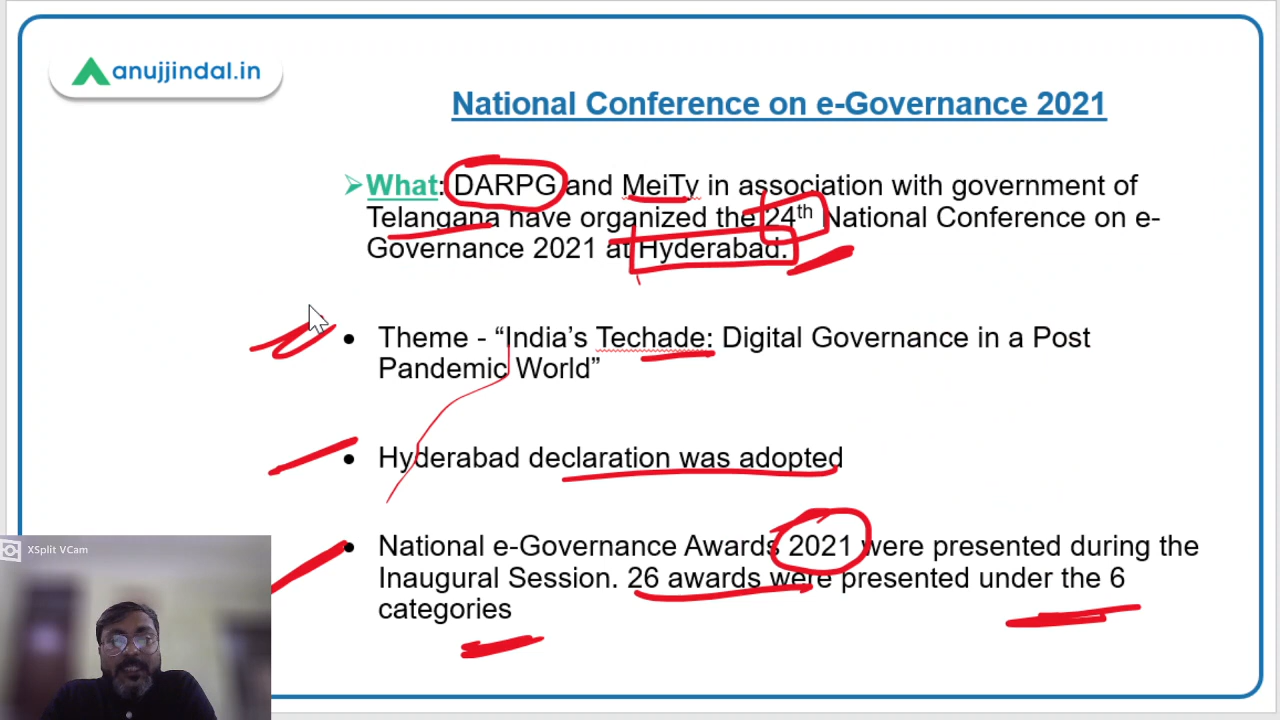 anujjindal.in
National Conference on e-Governance 2021
What: DARPG and MeiTy in association with government of
Telangana have organized the 24th National Conference on e-
Governance 2021 at Hyderabad.
Theme - “India’s Techade: Digital Governance in a Post
Pandemic World”
Hyderabad declaration was adopted
National e-Governance Awards 2021 were presented during the
Inaugural Session. 26 awards were presented under the 6
categories
XSplit VCam